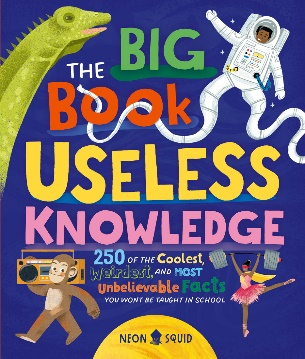 THE BIG
BOOK
USELESS
KNOWLEDGE
250 OF THE Coolest,
Weirdest, AND MOST
Unbelievable Facts
YOU WON'T BE TAUGHT IN SCHOOL
NEON SQUID